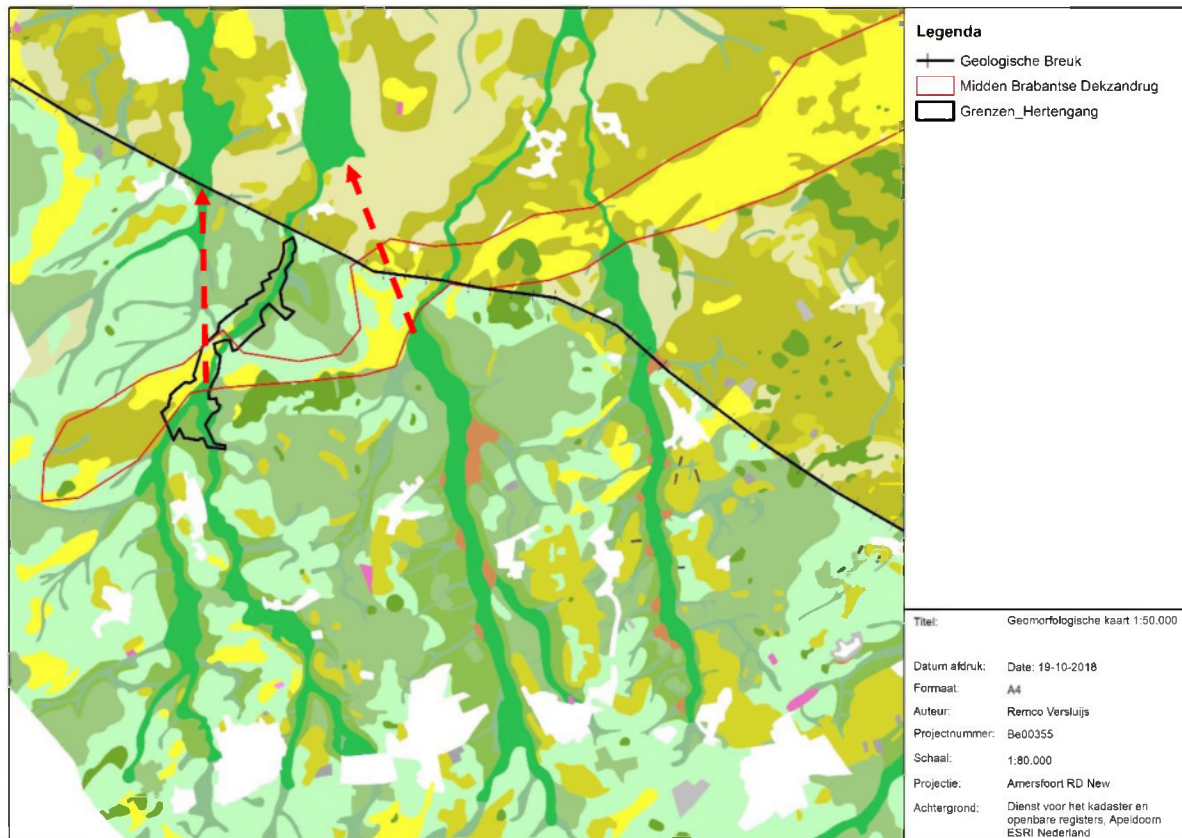 Legenda
Geologische Breuk
Midden Brabantse Dekzandrug
Grenzen_Hertengang
Titel: Geomorfologische kaart 1:50.000
Datum afdruk: Date: 19-10-2018
Formaat: A4
Auteur: Remco Versluijs
Projectnummer: Be00355
Schaal: 1:80.000
Projectie: Amersfoort RD New
Achtergrond: Dienst voor het kadaster en
openbare registers, Apeldoorn
ESRI Nederland